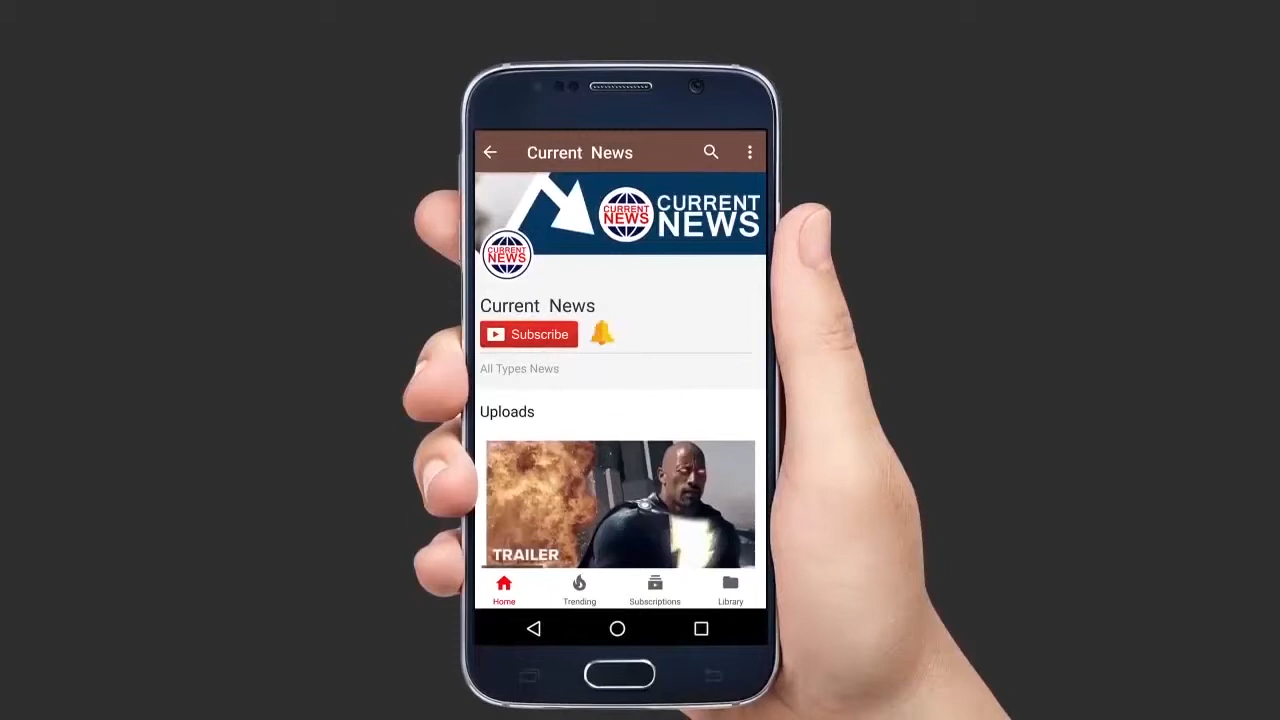 Current News
CURRENT
NEWS
CURRENT
NEWS
CURRENT
NEWS
Current News
Subscribe
All Types News
Uploads
TRAILER
Home
Trending
Subscriptions
Library